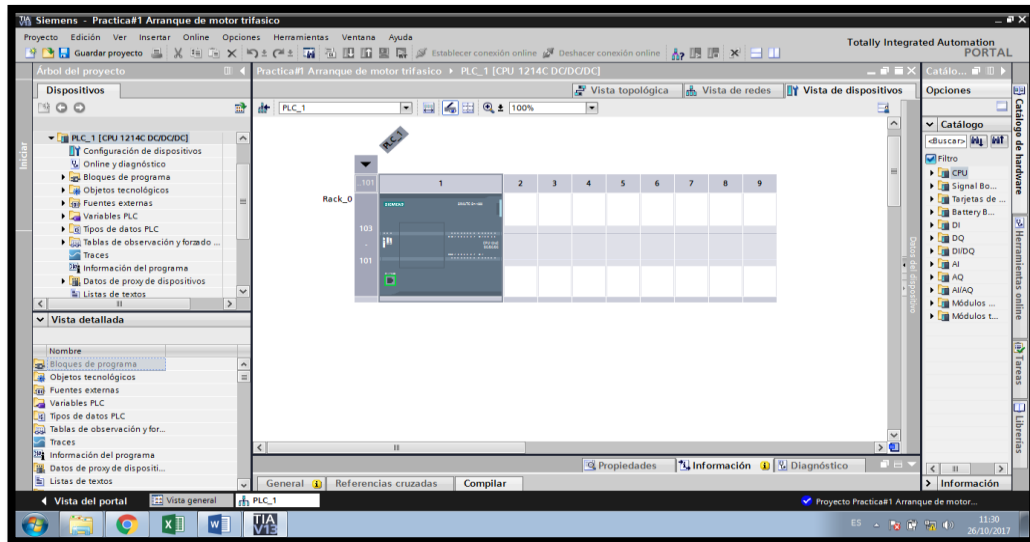 Siemens - Practica#1 Arranque de motor trifasico
Proyecto Edición Ver Insertar Online Opciones Herramientas Ventana Ayuda
Guardar proyecto
Establecer conexión online
Deshacer conexión online
Totally Integrated Automation
PORTAL
Árbol del proyecto
Practica#1 Arranque de motor trifasico PLC_1 [CPU 1214C DC/DC/DC]
Catálo...
Dispositivos
Vista topológica
Vista de redes
Vista de dispositivos
Opciones
PLC_1
100%
Iniciar
PLC_1 [CPU 1214C DC/DC/DC]
Configuración de dispositivos
Online y diagnóstico
Bloques de programa
Objetos tecnológicos
Fuentes externas
Variables PLC
Tipos de datos PLC
Tablas de observación y forzado ...
Traces
Información del programa
Datos de proxy de dispositivos
Listas de textos
PLC_1
Rack_0
..101 1 2 3 4 5 6 7 8 9
103
-
101
SIEMENS
Datos del dispositivo
Catálogo
<Buscar>
Filtro
CPU
Signal Bo...
Tarjetas de ...
Battery B...
DI
DQ
DI/DQ
AI
AQ
AI/AQ
Módulos ...
Módulos t...
Catálogo de hardware
Herramientas online
Tareas
Librerías
Vista detallada
Nombre
Bloques de programa
Objetos tecnológicos
Fuentes externas
Variables PLC
Tipos de datos PLC
Tablas de observación y for...
Traces
Información del programa
Datos de proxy de dispositi...
Listas de textos
Propiedades
Información
Diagnóstico
General
Referencias cruzadas
Compilar
Información
Vista del portal
Vista general
PLC_1
Proyecto Practica#1 Arranque de motor...
TIA
V13
ES
11:30
26/10/2017